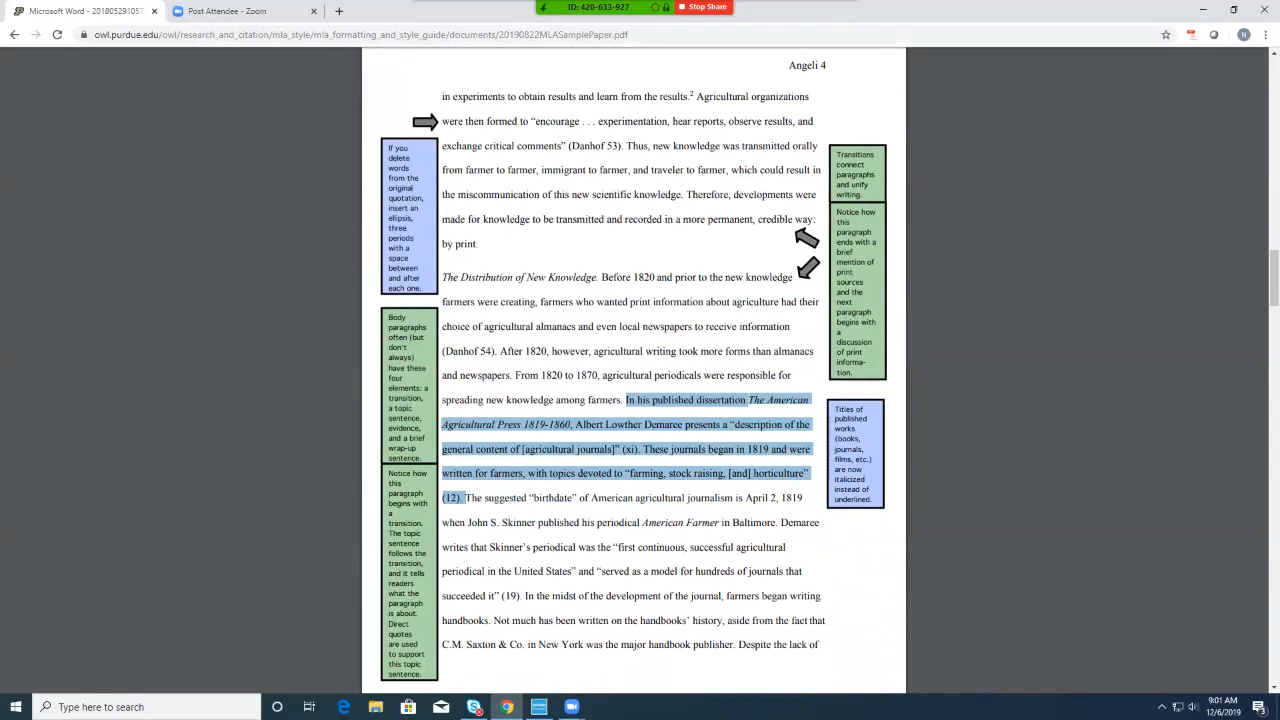 Microsoft Word - 201805291057
Post Attendee - Zoom
ID: 420-633-927
Stop Share
owl.purdue.edu/owl/research_and_citation/mla_style/mla_formatting_and_style_guide/documents/20190822MLASamplePaper.pdf
N
Angeli 4
in experiments to obtain results and learn from the results.² Agricultural organizations
were then formed to “encourage . . . experimentation, hear reports, observe results, and
exchange critical comments” (Danhof 53). Thus, new knowledge was transmitted orally
from farmer to farmer, immigrant to farmer, and traveler to farmer, which could result in
the miscommunication of this new scientific knowledge. Therefore, developments were
made for knowledge to be transmitted and recorded in a more permanent, credible way:
by print.
The Distribution of New Knowledge. Before 1820 and prior to the new knowledge
farmers were creating, farmers who wanted print information about agriculture had their
choice of agricultural almanacs and even local newspapers to receive information
(Danhof 54). After 1820, however, agricultural writing took more forms than almanacs
and newspapers. From 1820 to 1870, agricultural periodicals were responsible for
spreading new knowledge among farmers. In his published dissertation The American
Agricultural Press 1819-1860, Albert Lowther Demaree presents a “description of the
general content of [agricultural journals]” (xi). These journals began in 1819 and were
written for farmers, with topics devoted to “farming, stock raising, [and] horticulture”
(12). The suggested “birthdate” of American agricultural journalism is April 2, 1819
when John S. Skinner published his periodical American Farmer in Baltimore. Demaree
writes that Skinner’s periodical was the “first continuous, successful agricultural
periodical in the United States” and “served as a model for hundreds of journals that
succeeded it” (19). In the midst of the development of the journal, farmers began writing
handbooks. Not much has been written on the handbooks’ history, aside from the fact that
C.M. Saxton & Co. in New York was the major handbook publisher. Despite the lack of
If you
delete
words
from the
original
quotation,
insert an
ellipsis,
three
periods
with a
space
between
and after
each one.
Body
paragraphs
often (but
don't
always)
have these
four
elements: a
transition,
a topic
sentence,
evidence,
and a brief
wrap-up
sentence.
Notice how
this
paragraph
begins with
a
transition.
The topic
sentence
follows the
transition,
and it tells
readers
what the
paragraph
is about.
Direct
quotes
are used
to support
this topic
sentence.
Transitions
connect
paragraphs
and unify
writing.
Notice how
this
paragraph
ends with a
brief
mention of
print
sources
and the
next
paragraph
begins with
a
discussion
of print
informa-
tion.
Titles of
published
works
(books,
journals,
films, etc.)
are now
italicized
instead of
underlined.
Type here to search
9:01 AM
12/6/2019